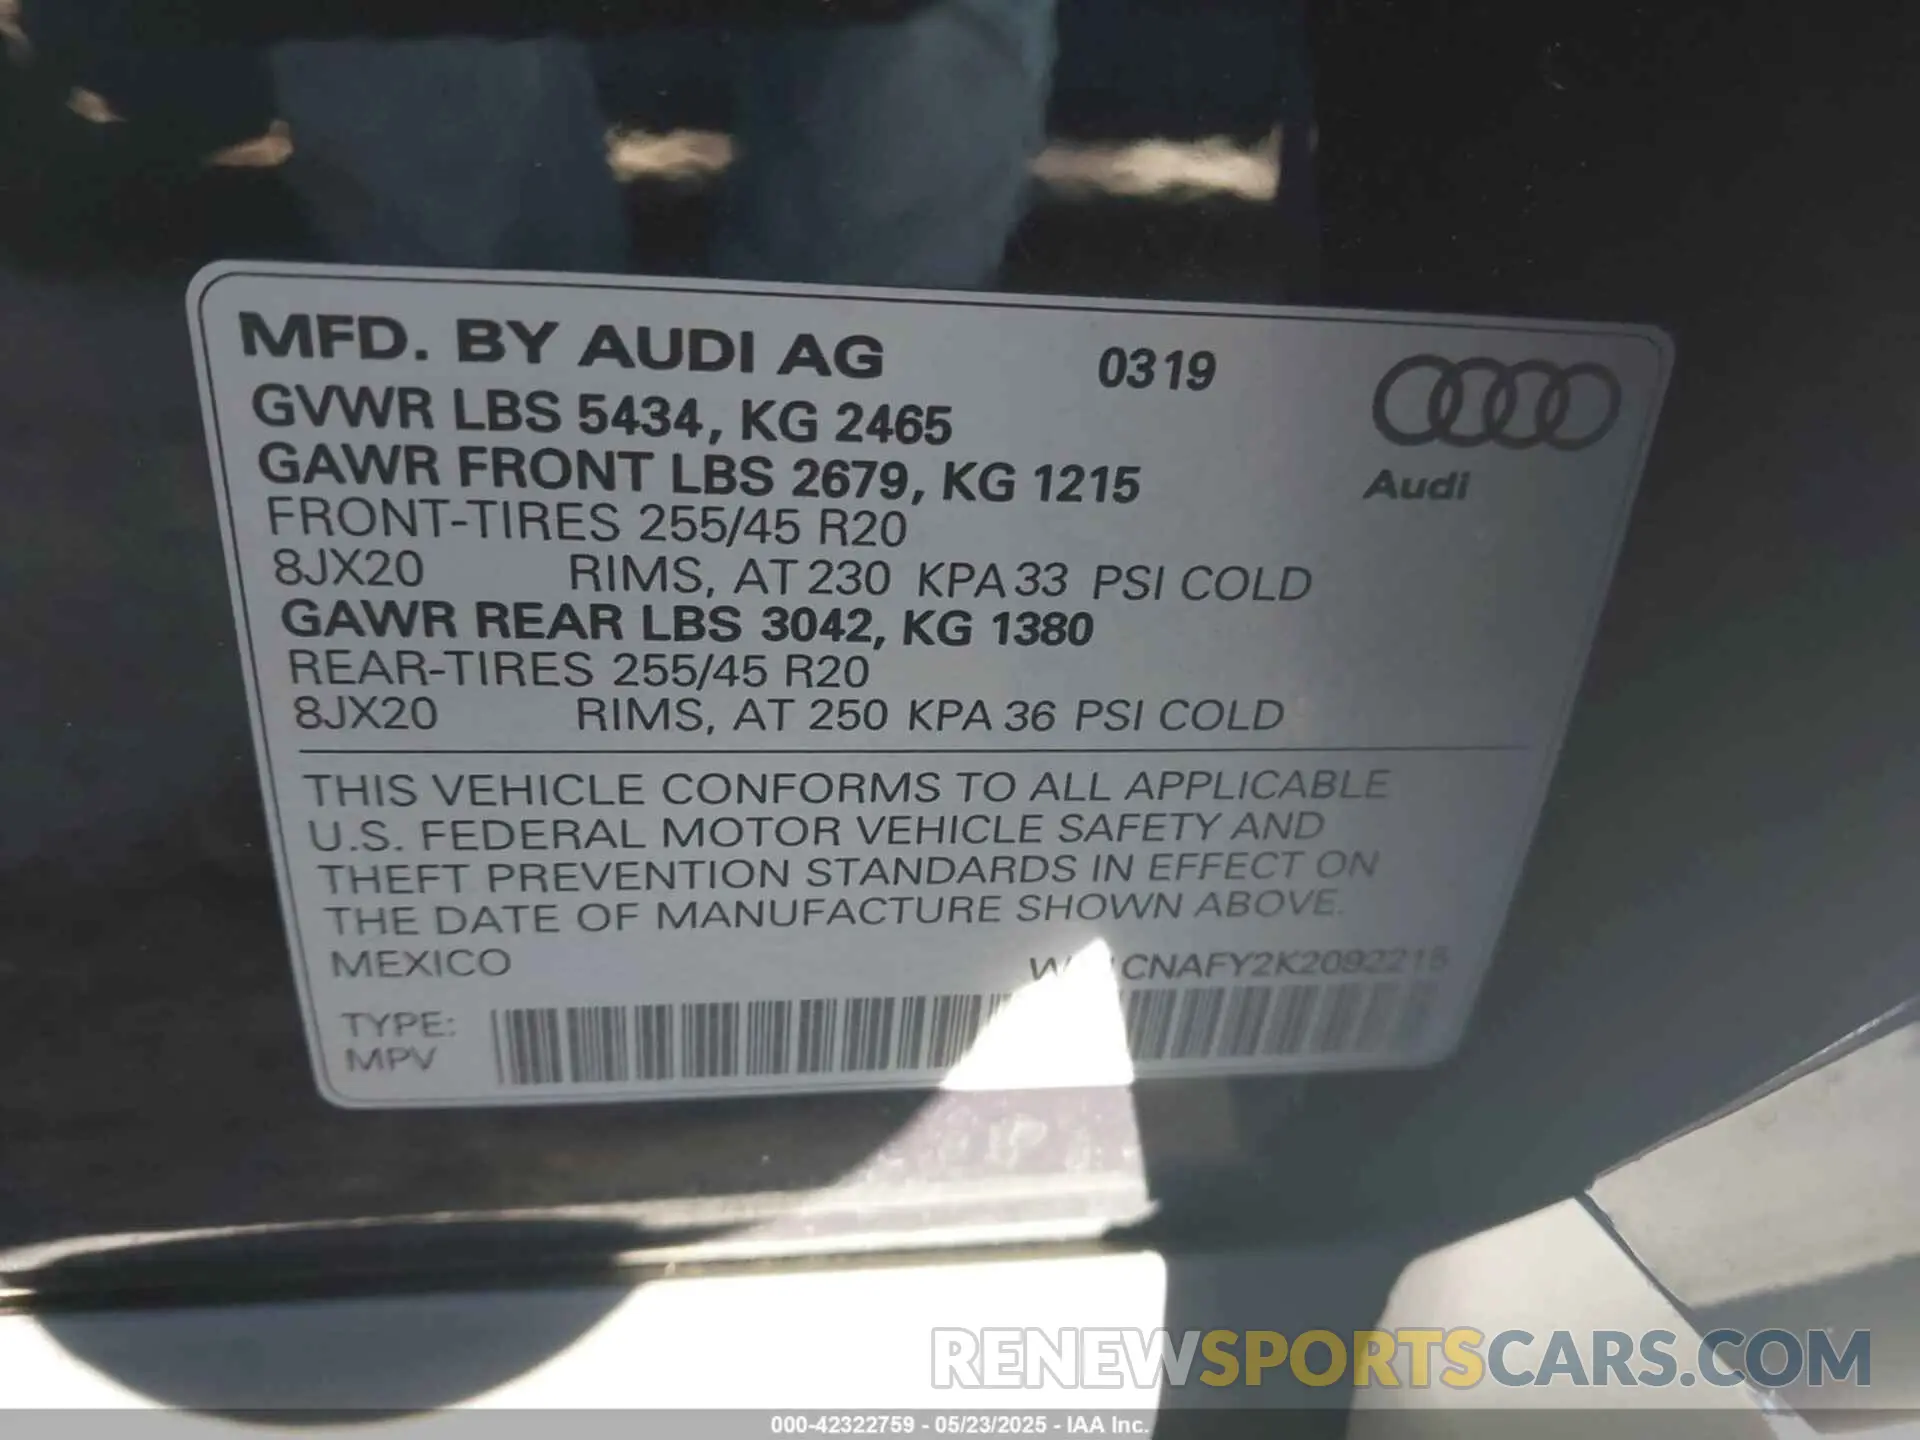 MFD. BY AUDI AG 0319
GVWR LBS 5434, KG 2465
GAWR FRONT LBS 2679, KG 1215
Audi
FRONT-TIRES 255/45 R20
8JX20 RIMS, AT 230 KPA 33 PSI COLD
GAWR REAR LBS 3042, KG 1380
REAR-TIRES 255/45 R20
8JX20 RIMS, AT 250 KPA 36 PSI COLD
THIS VEHICLE CONFORMS TO ALL APPLICABLE
U.S. FEDERAL MOTOR VEHICLE SAFETY AND
THEFT PREVENTION STANDARDS IN EFFECT ON
THE DATE OF MANUFACTURE SHOWN ABOVE.
MEXICO
TYPE:
MPV
RENEWSPORTSCARS.COM
000-42322759 - 05/23/2025 - IAA Inc.